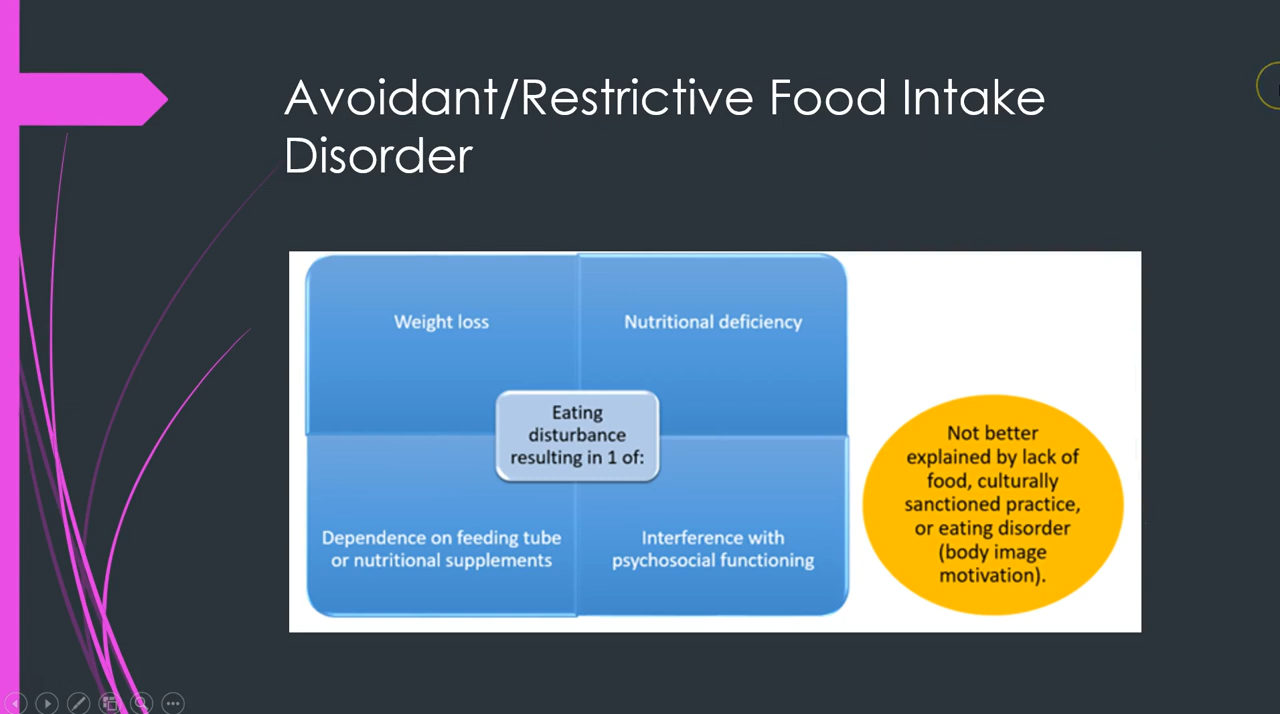 Avoidant/Restrictive Food Intake
Disorder
Weight loss
Nutritional deficiency
Eating
disturbance
resulting in 1 of:
Dependence on feeding tube
or nutritional supplements
Interference with
psychosocial functioning
Not better
explained by lack of
food, culturally
sanctioned practice,
or eating disorder
(body image
motivation).